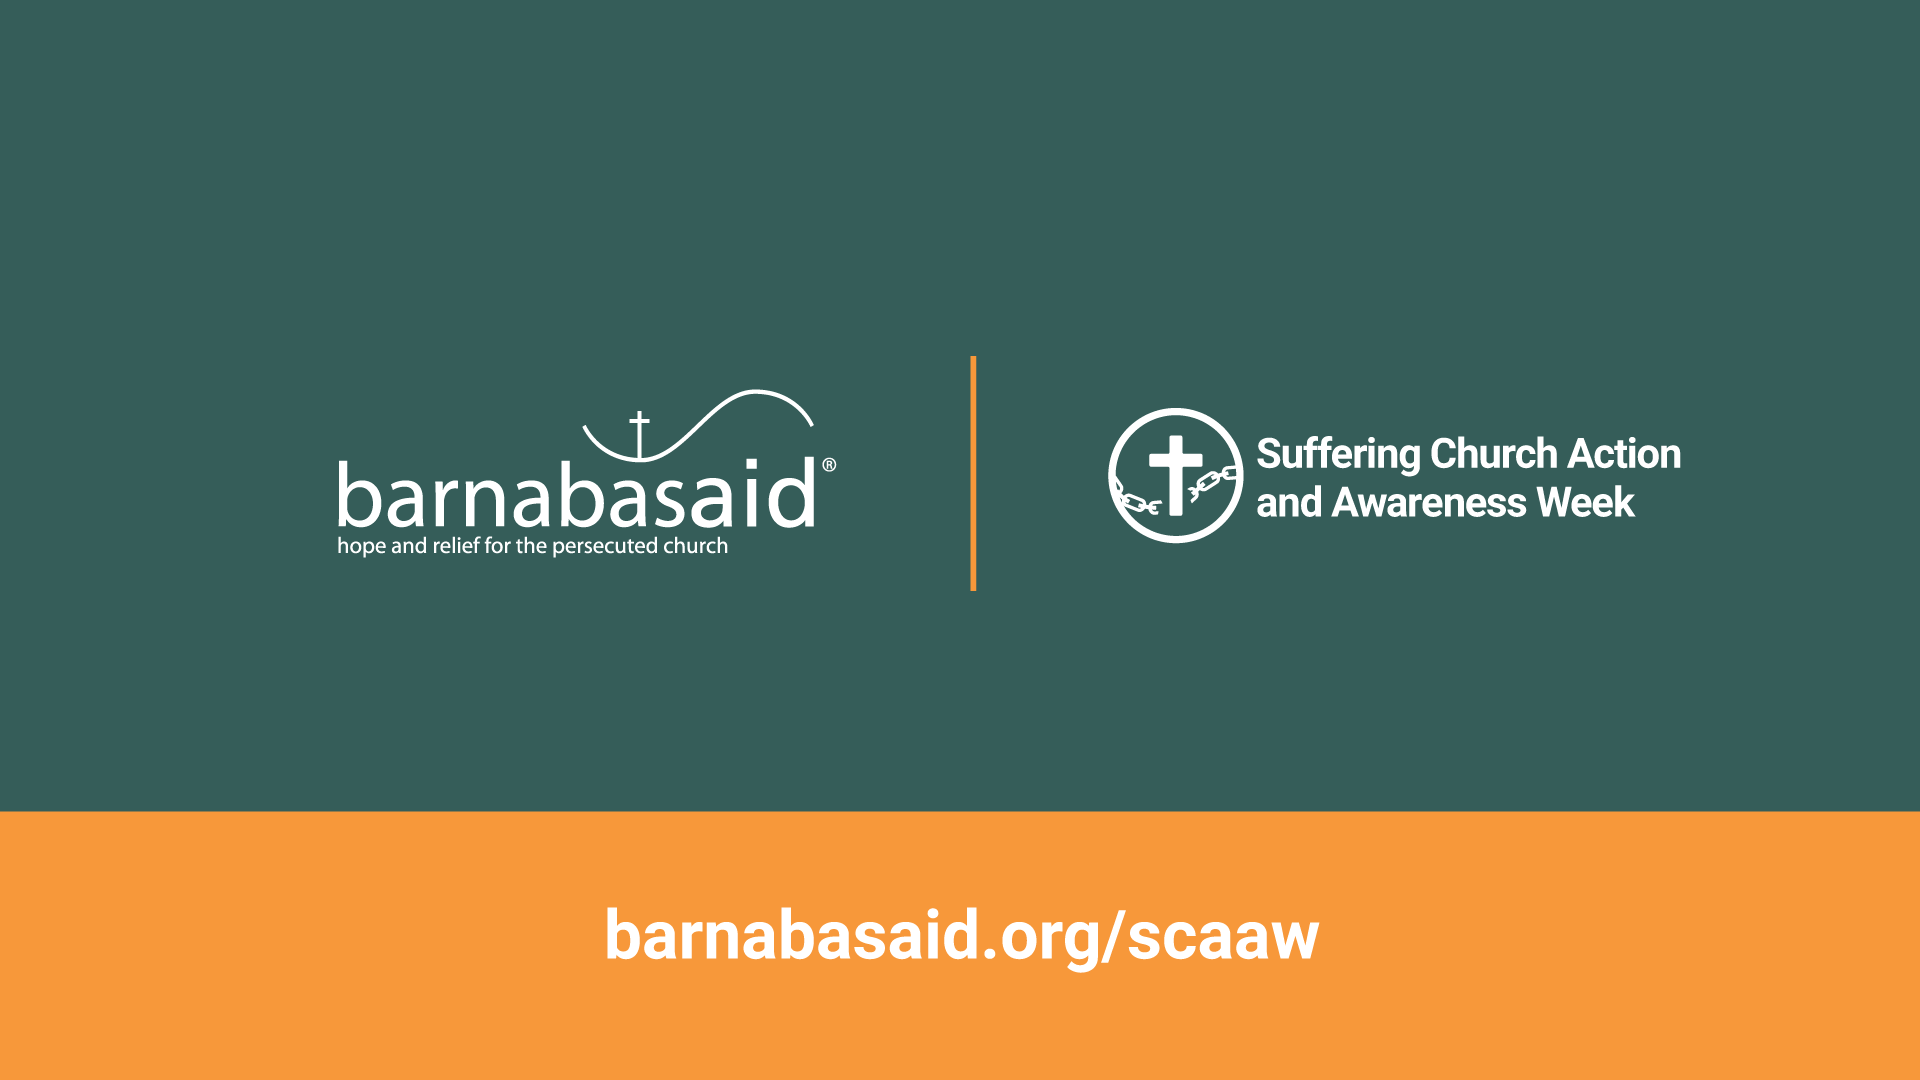 barnabasaid®
hope and relief for the persecuted church
Suffering Church Action
and Awareness Week
barnabasaid.org/scaaw